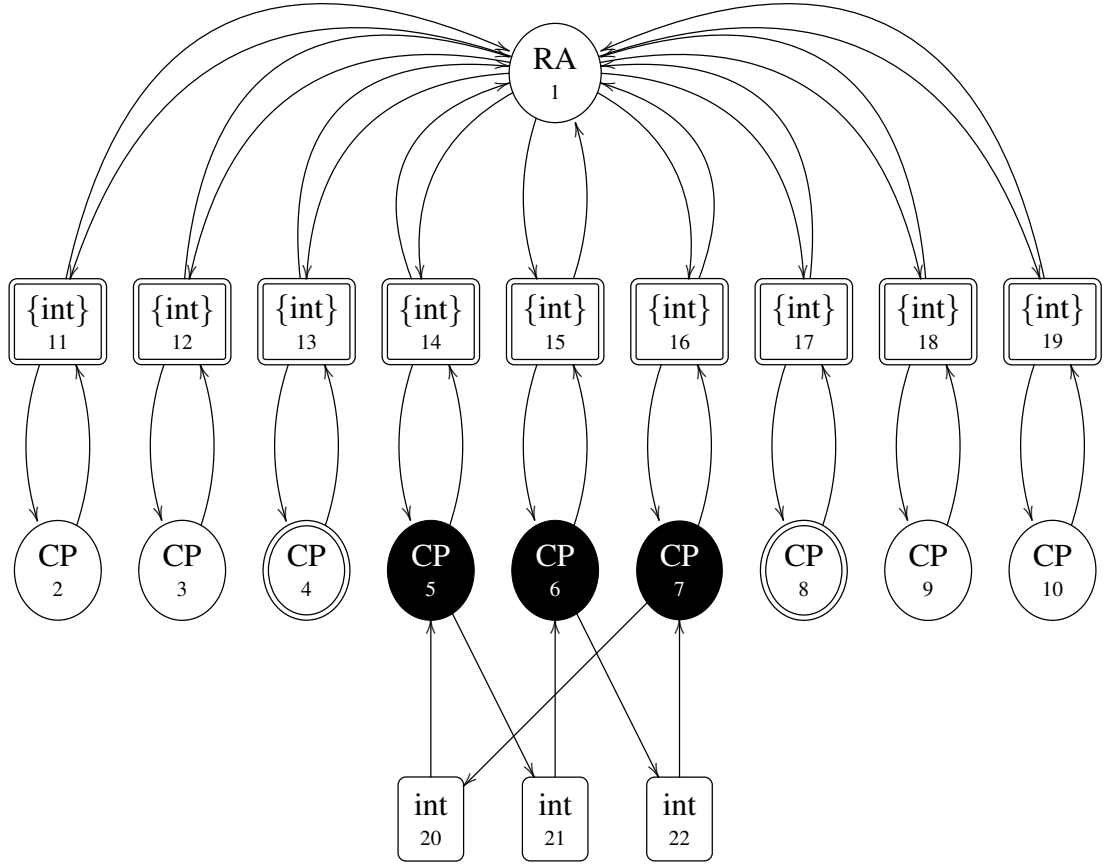 RA
1
{int} {int} {int} {int} {int} {int} {int} {int} {int}
11 12 13 14 15 16 17 18 19
CP CP CP CP CP CP CP CP CP
2 3 4 5 6 7 8 9 10
int int int
20 21 22